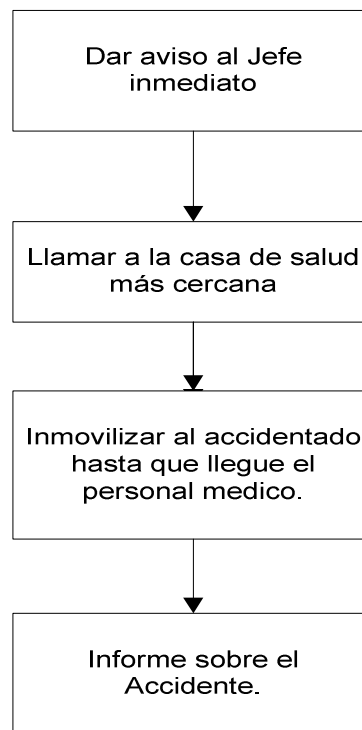 Dar aviso al Jefe
inmediato
Llamar a la casa de salud
más cercana
Inmovilizar al accidentado
hasta que llegue el
personal medico.
Informe sobre el
Accidente.